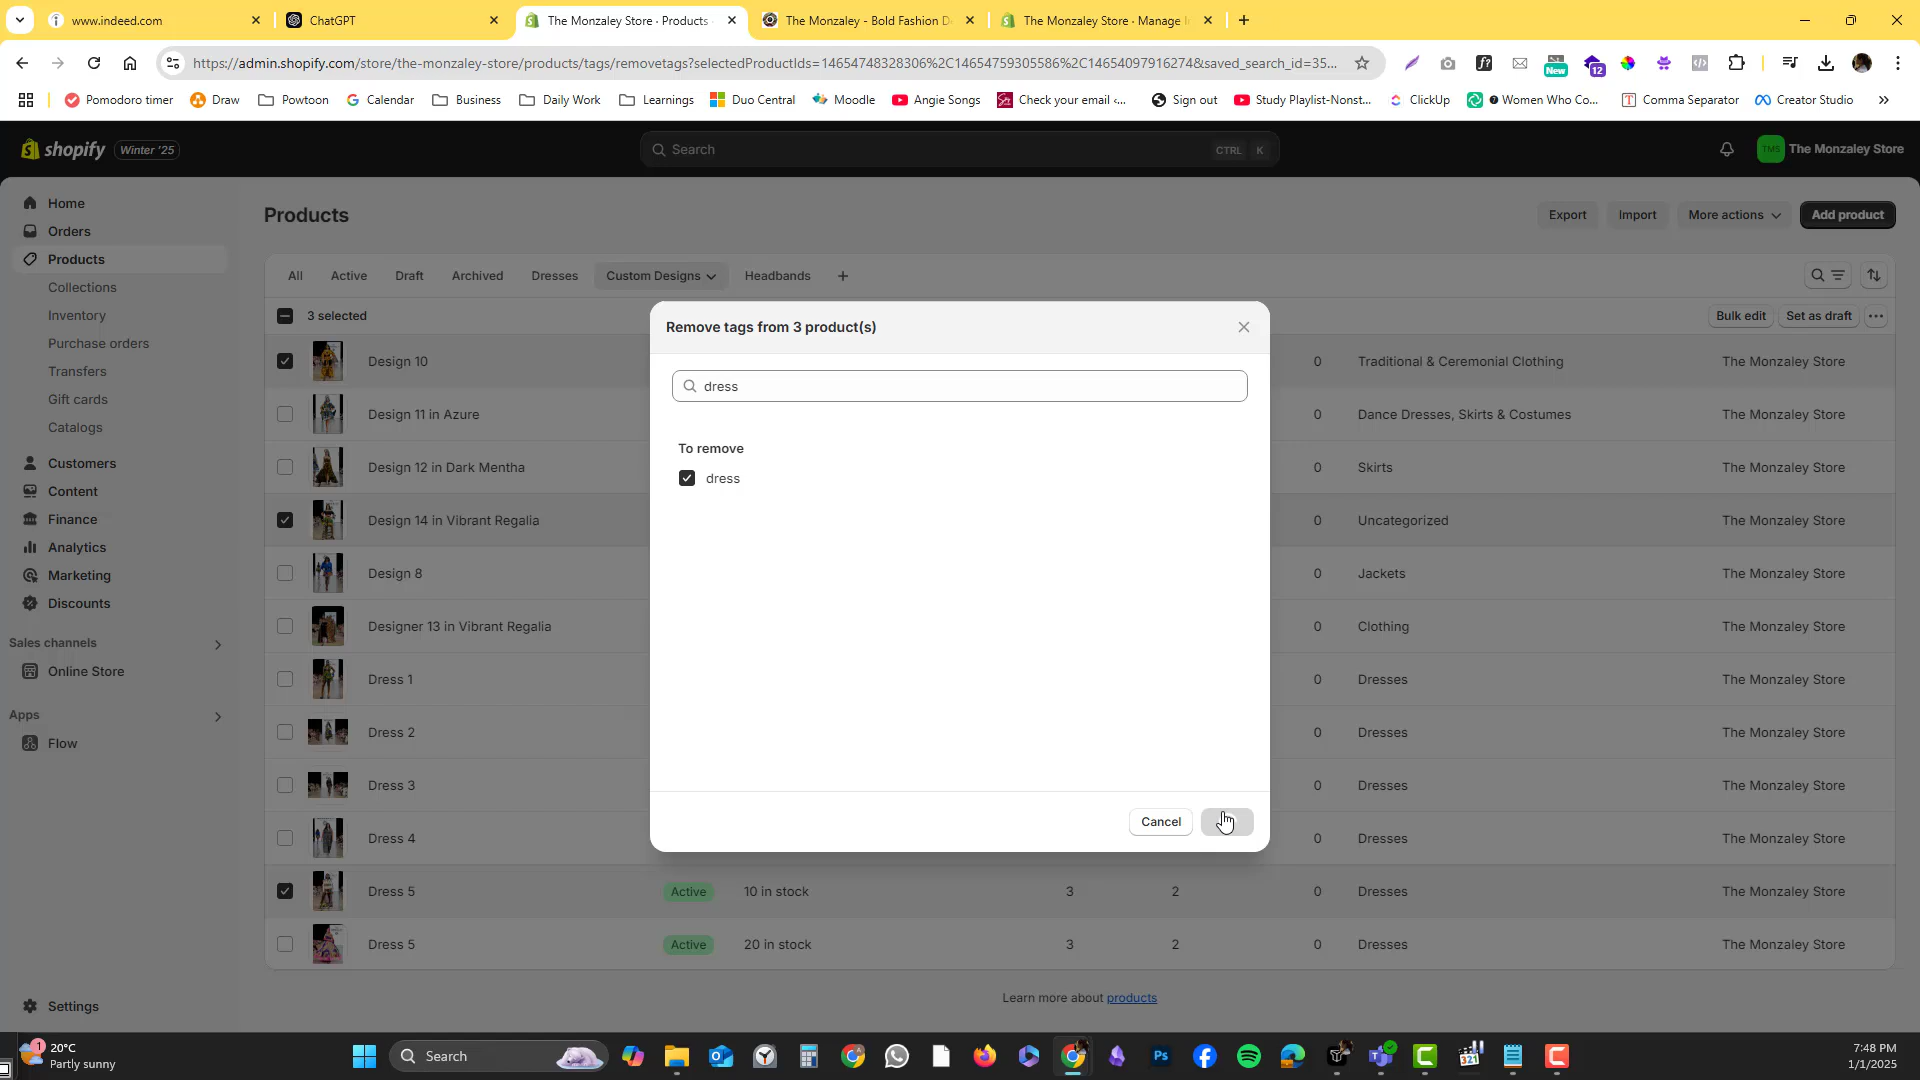 www.indeed.com
ChatGPT
The Monzaley Store · Products
The Monzaley - Bold Fashion D
The Monzaley Store · Manage I
https://admin.shopify.com/store/the-monzaley-store/products/tags/removetags?selectedProductIds=14654748328306%2C14654759305586%2C14654097916274&saved_search_id=35...
New
12
Pomodoro timer
Draw
Powtoon
Calendar
Business
Daily Work
Learnings
Duo Central
Moodle
Angie Songs
Check your email ‹...
Sign out
Study Playlist-Nonst...
ClickUp
Women Who Co...
Comma Separator
Creator Studio
shopify
Winter '25
Search
CTRL K
TMS
The Monzaley Store
Home
Orders
Products
Collections
Inventory
Purchase orders
Transfers
Gift cards
Catalogs
Customers
Content
Finance
Analytics
Marketing
Discounts
Sales channels
Online Store
Apps
Flow
Settings
Products
Export
Import
More actions
Add product
All
Active
Draft
Archived
Dresses
Custom Designs
Headbands
3 selected
Bulk edit
Set as draft
Design 10 0 Traditional & Ceremonial Clothing The Monzaley Store
Design 11 in Azure 0 Dance Dresses, Skirts & Costumes The Monzaley Store
Design 12 in Dark Mentha 0 Skirts The Monzaley Store
Design 14 in Vibrant Regalia 0 Uncategorized The Monzaley Store
Design 8 0 Jackets The Monzaley Store
Designer 13 in Vibrant Regalia 0 Clothing The Monzaley Store
Dress 1 0 Dresses The Monzaley Store
Dress 2 0 Dresses The Monzaley Store
Dress 3 0 Dresses The Monzaley Store
Dress 4 0 Dresses The Monzaley Store
Dress 5 Active 10 in stock 3 2 0 Dresses The Monzaley Store
Dress 5 Active 20 in stock 3 2 0 Dresses The Monzaley Store
Learn more about products
Remove tags from 3 product(s)
dress
To remove
dress
Cancel
1
20°C
Partly sunny
Search
Ps
321
7:48 PM
1/1/2025